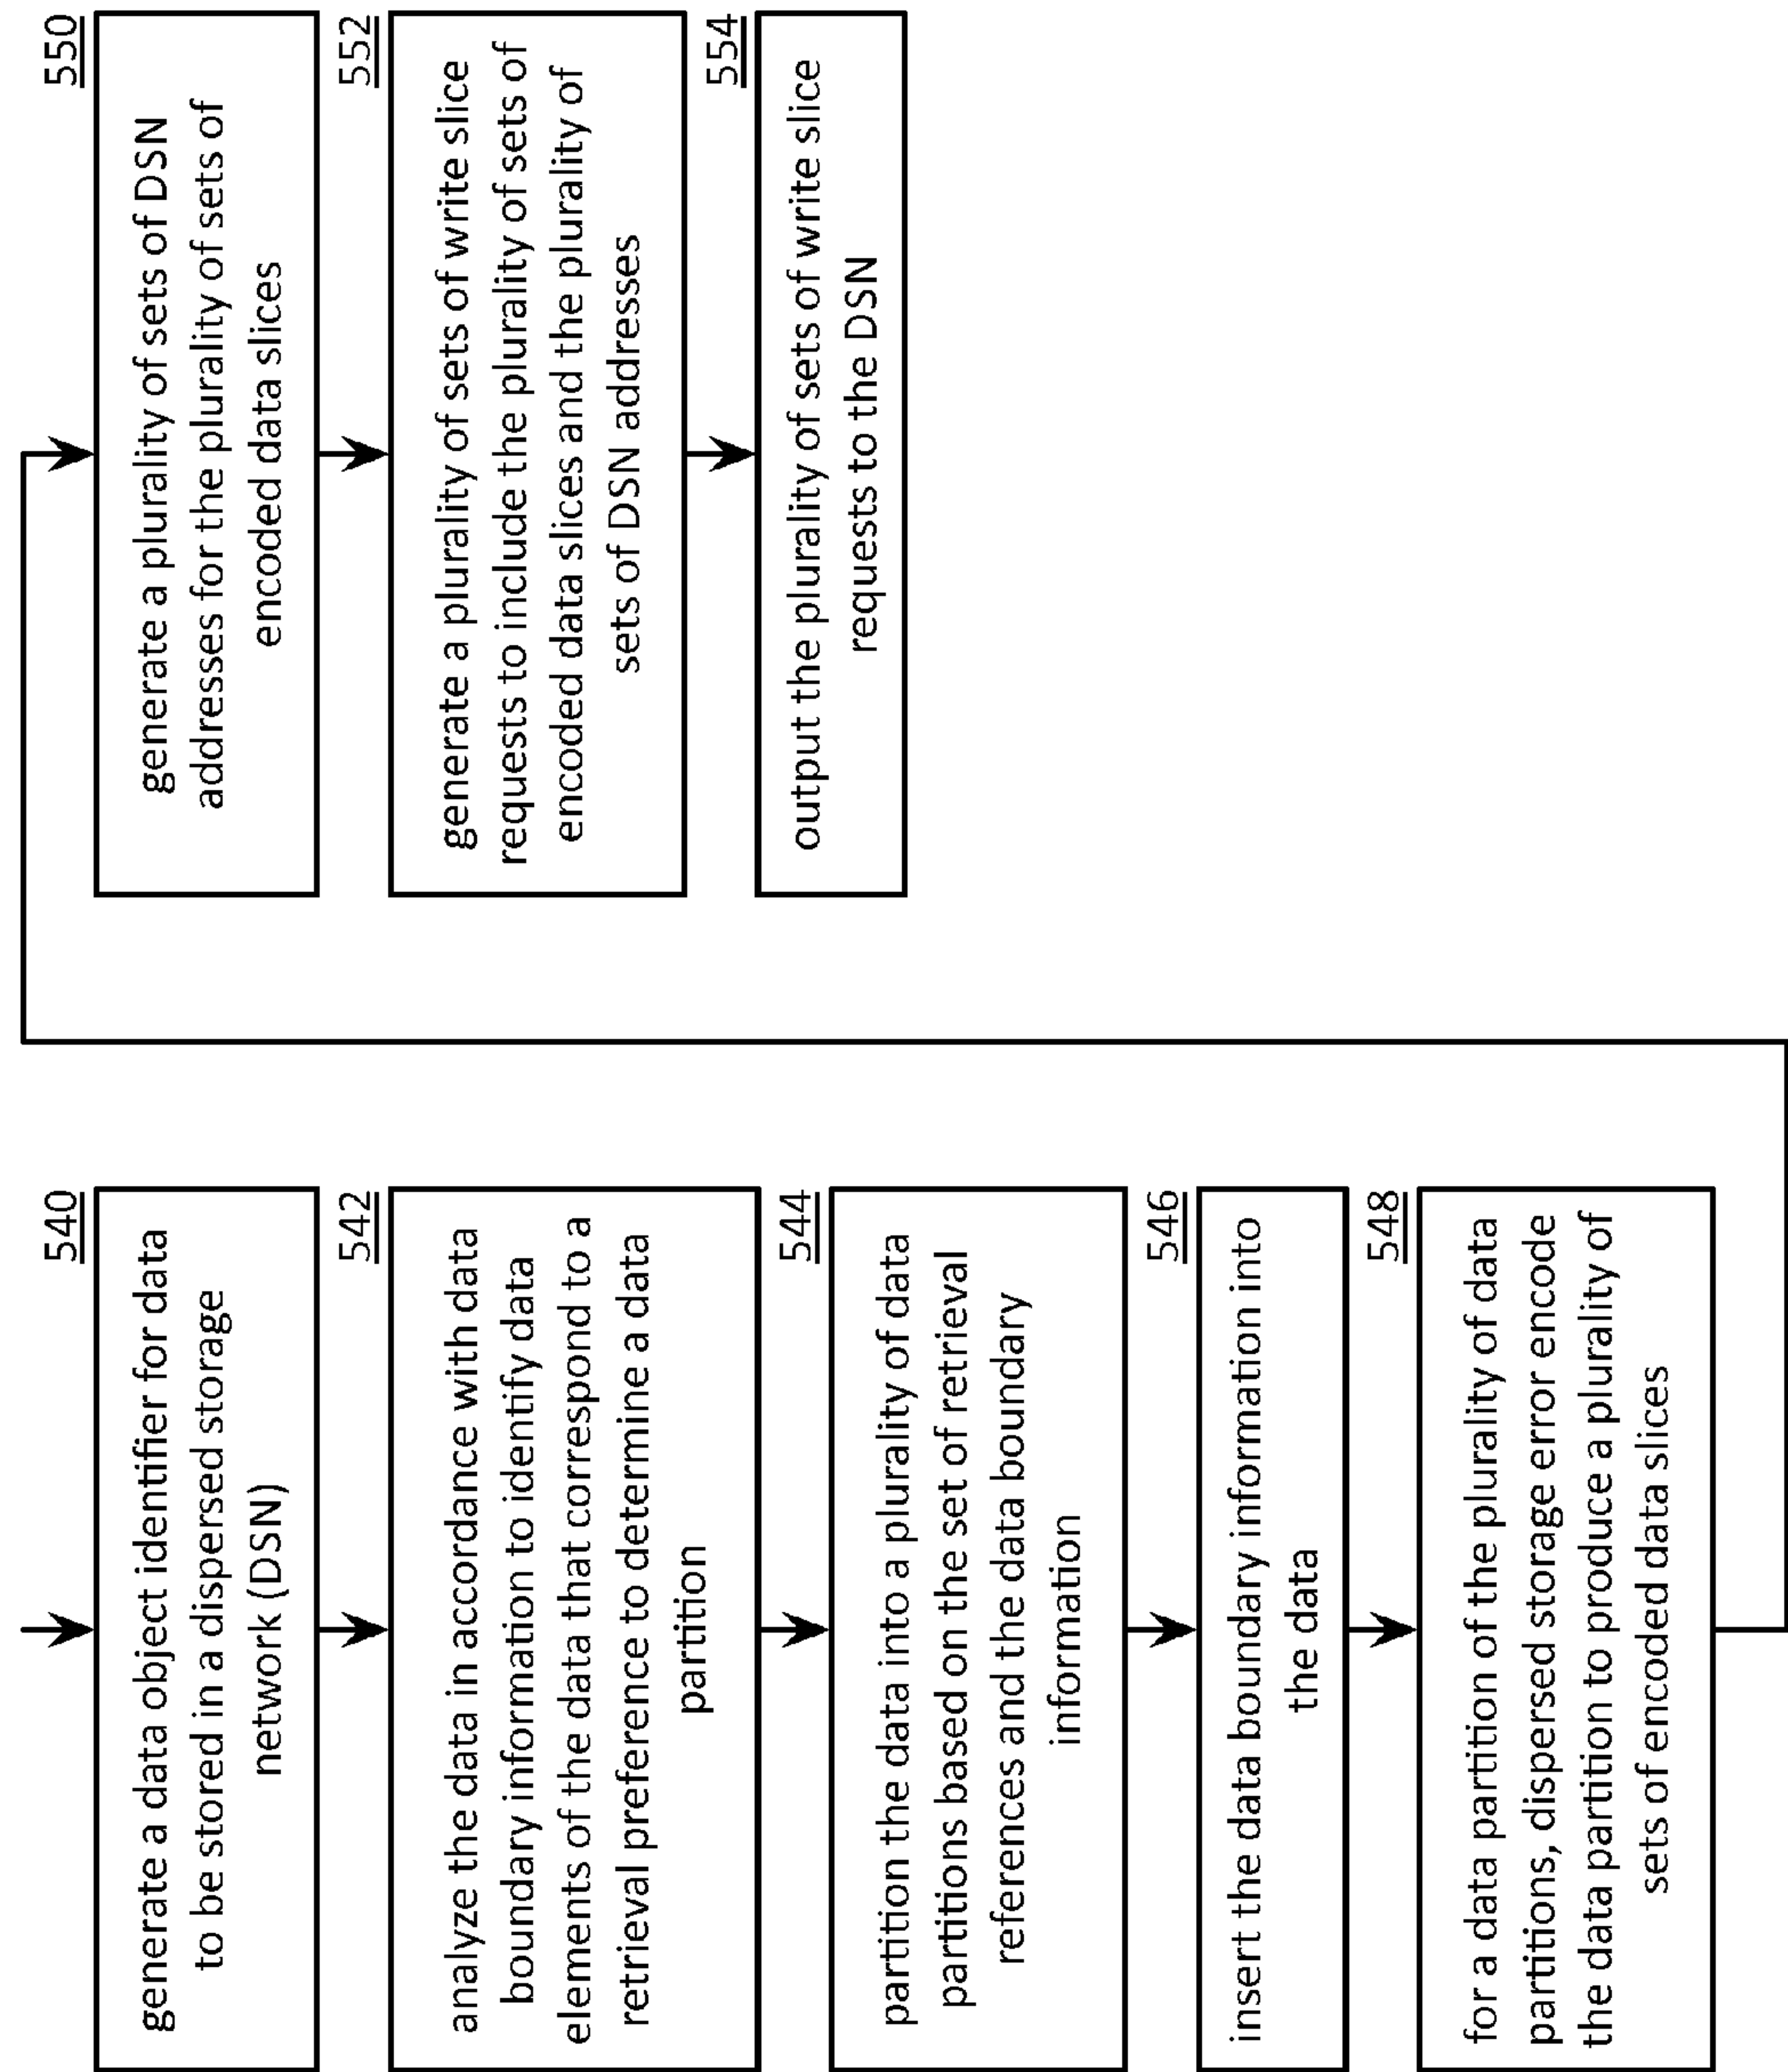 540
generate a data object identifier for data
to be stored in a dispersed storage
network (DSN)
542
analyze the data in accordance with data
boundary information to identify data
elements of the data that correspond to a
retrieval preference to determine a data
partition
544
partition the data into a plurality of data
partitions based on the set of retrieval
references and the data boundary
information
546
insert the data boundary information into
the data
548
for a data partition of the plurality of data
partitions, dispersed storage error encode
the data partition to produce a plurality of
sets of encoded data slices
550
generate a plurality of sets of DSN
addresses for the plurality of sets of
encoded data slices
552
generate a plurality of sets of write slice
requests to include the plurality of sets of
encoded data slices and the plurality of
sets of DSN addresses
554
output the plurality of sets of write slice
requests to the DSN